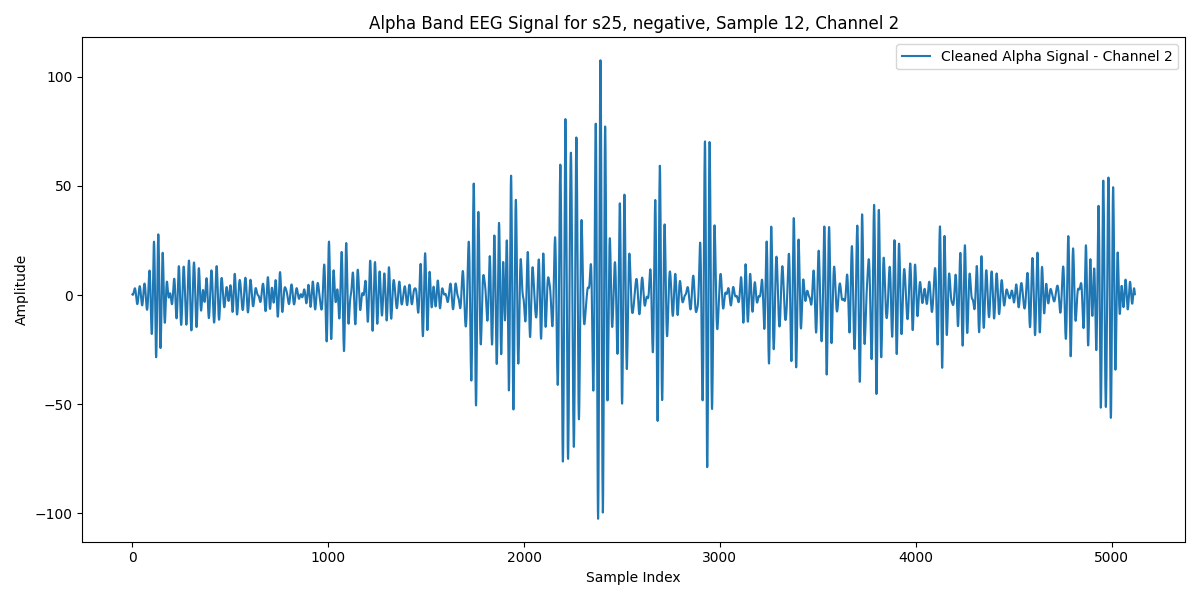 Alpha Band EEG Signal for s25, negative, Sample 12, Channel 2
Cleaned Alpha Signal - Channel 2
Amplitude
100
50
0
−50
−100
0 1000 2000 3000 4000 5000
Sample Index